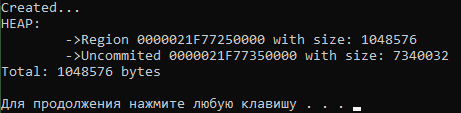 Created...
HEAP:
->Region 0000021F77250000 with size: 1048576
->Uncommited 0000021F77350000 with size: 7340032
Total: 1048576 bytes
Для продолжения нажмите любую клавишу . . .